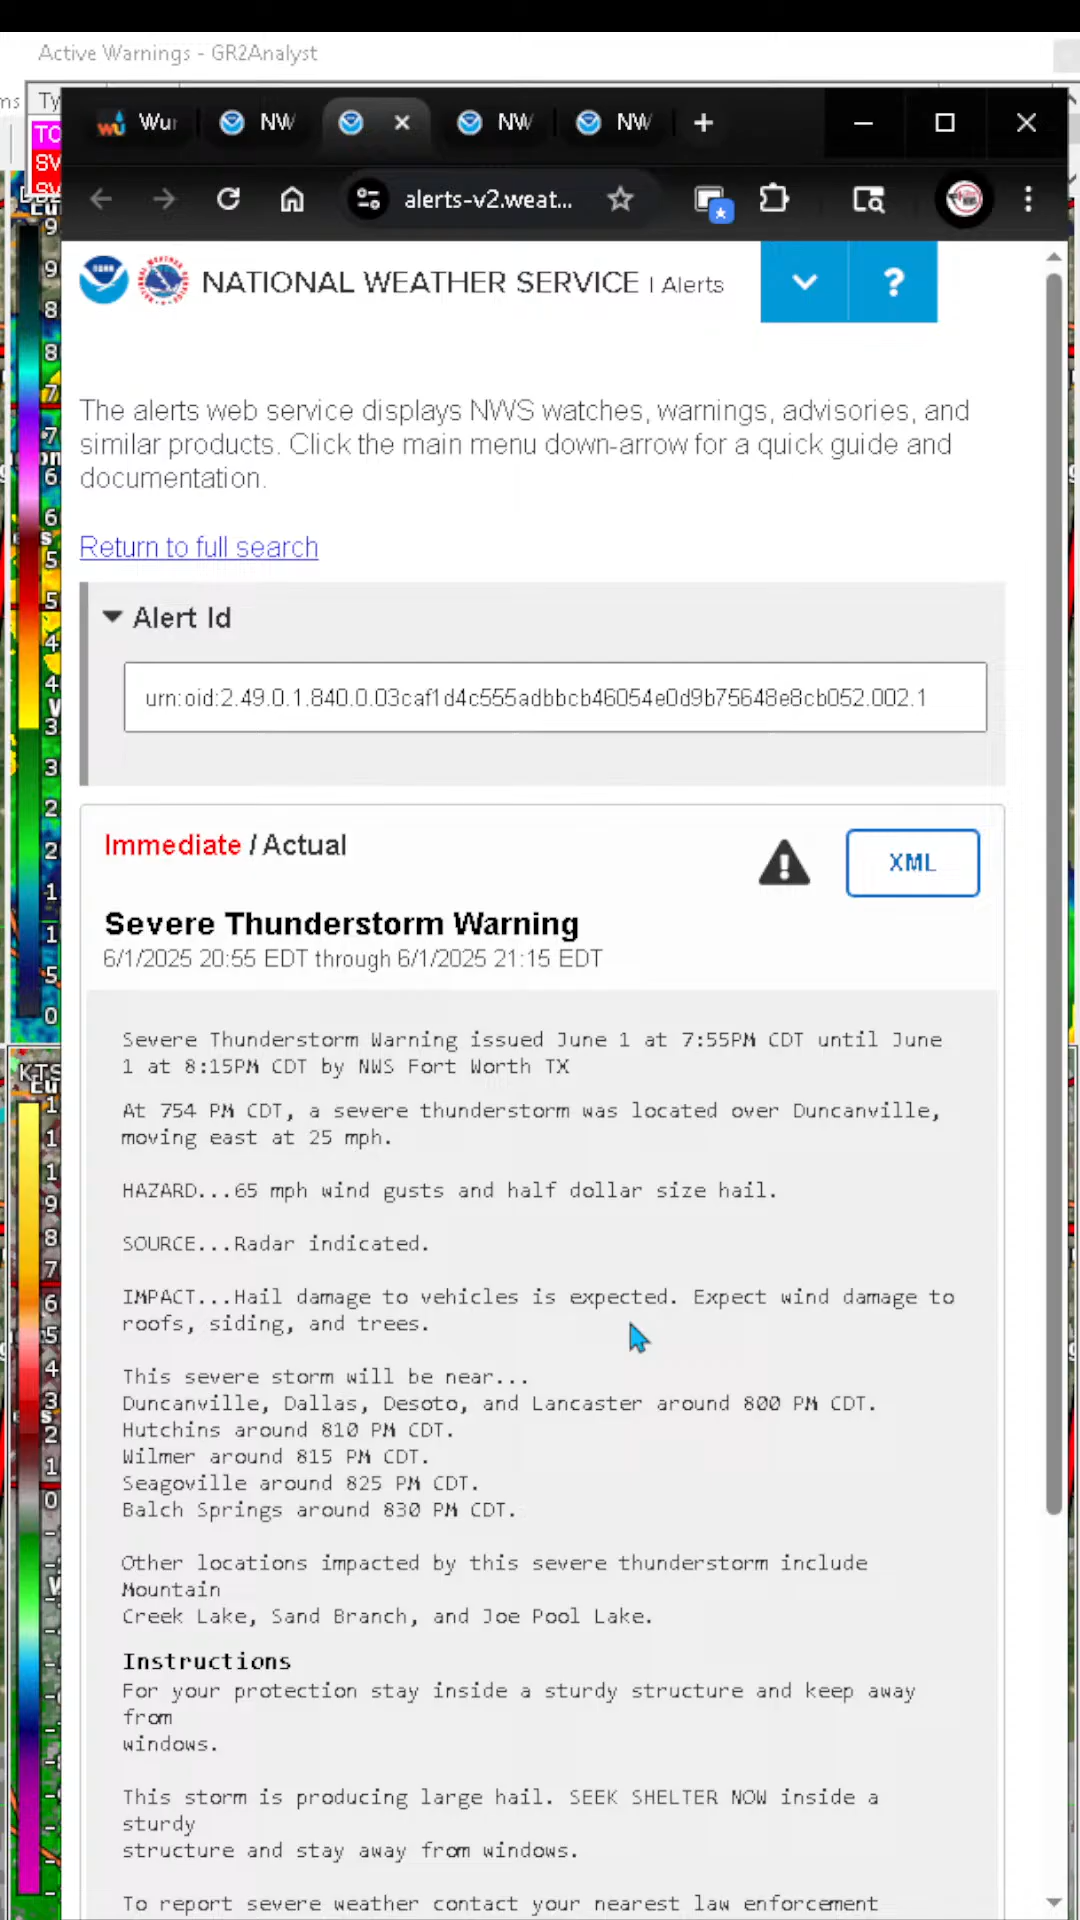 Active Warnings - GR2Analyst
ms Ty
TO
SV
SV
Wur
NW
NW
NW
alerts-v2.weat...
NATIONAL WEATHER SERVICE | Alerts
?
The alerts web service displays NWS watches, warnings, advisories, and
similar products. Click the main menu down-arrow for a quick guide and
documentation.
Return to full search
Alert Id
urn:oid:2.49.0.1.840.0.03caf1d4c555adbbcb46054e0d9b75648e8cb052.002.1
Immediate / Actual
XML
Severe Thunderstorm Warning
6/1/2025 20:55 EDT through 6/1/2025 21:15 EDT
Severe Thunderstorm Warning issued June 1 at 7:55PM CDT until June
1 at 8:15PM CDT by NWS Fort Worth TX
At 754 PM CDT, a severe thunderstorm was located over Duncanville,
moving east at 25 mph.
HAZARD...65 mph wind gusts and half dollar size hail.
SOURCE...Radar indicated.
IMPACT...Hail damage to vehicles is expected. Expect wind damage to
roofs, siding, and trees.
This severe storm will be near...
Duncanville, Dallas, Desoto, and Lancaster around 800 PM CDT.
Hutchins around 810 PM CDT.
Wilmer around 815 PM CDT.
Seagoville around 825 PM CDT.
Balch Springs around 830 PM CDT.
Other locations impacted by this severe thunderstorm include
Mountain
Creek Lake, Sand Branch, and Joe Pool Lake.
Instructions
For your protection stay inside a sturdy structure and keep away
from
windows.
This storm is producing large hail. SEEK SHELTER NOW inside a
sturdy
structure and stay away from windows.
To report severe weather contact your nearest law enforcement